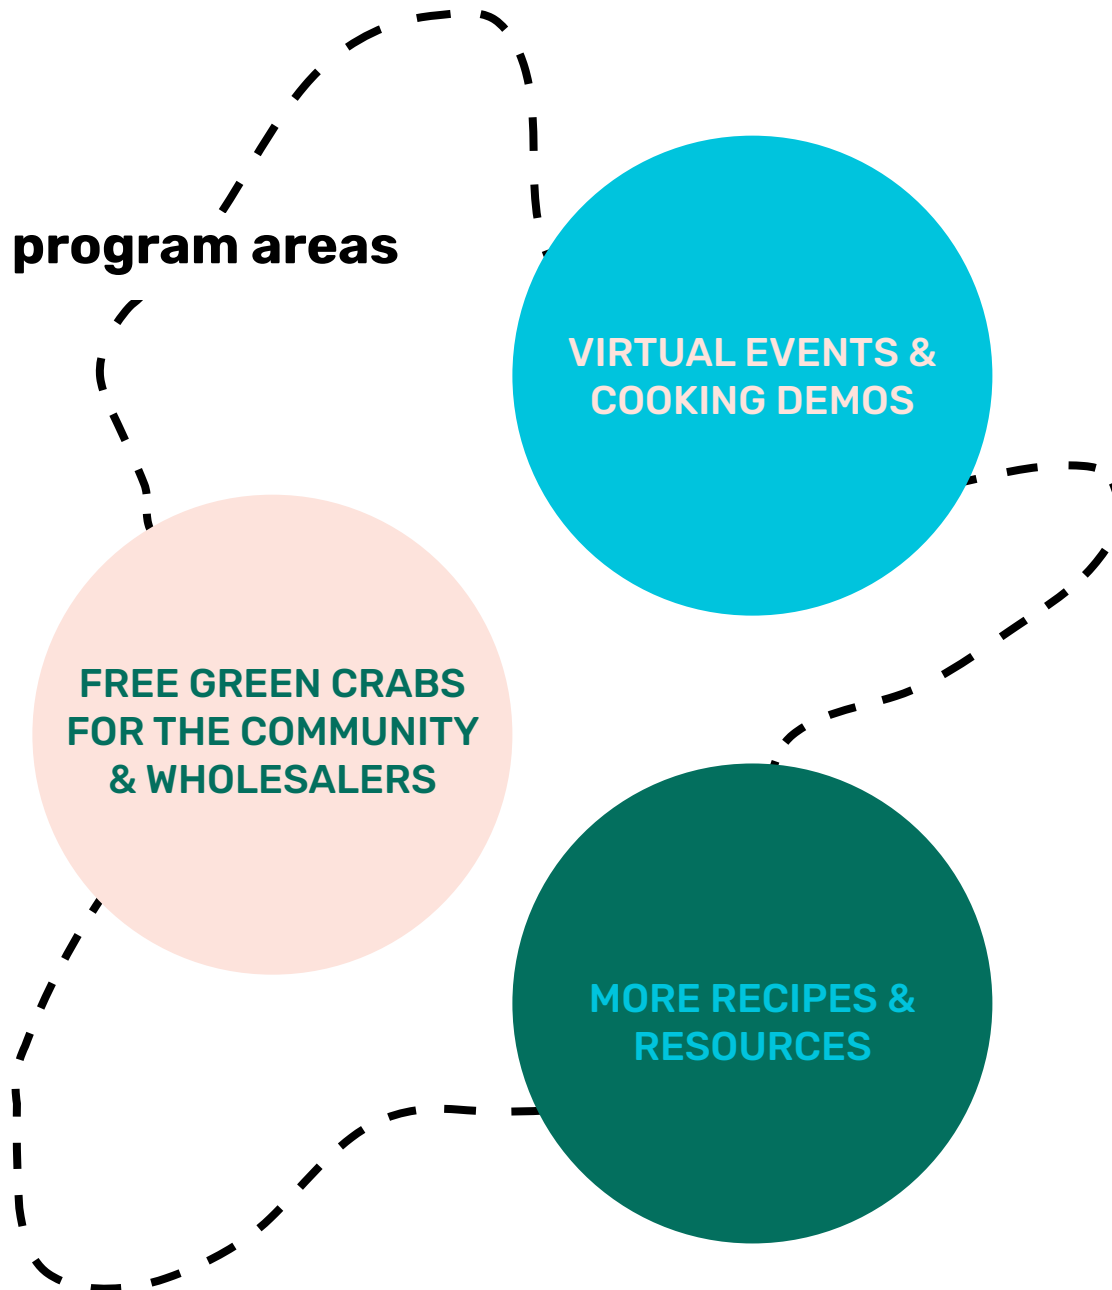 program areas
VIRTUAL EVENTS &
COOKING DEMOS
FREE GREEN CRABS
FOR THE COMMUNITY
& WHOLESALERS
MORE RECIPES &
RESOURCES